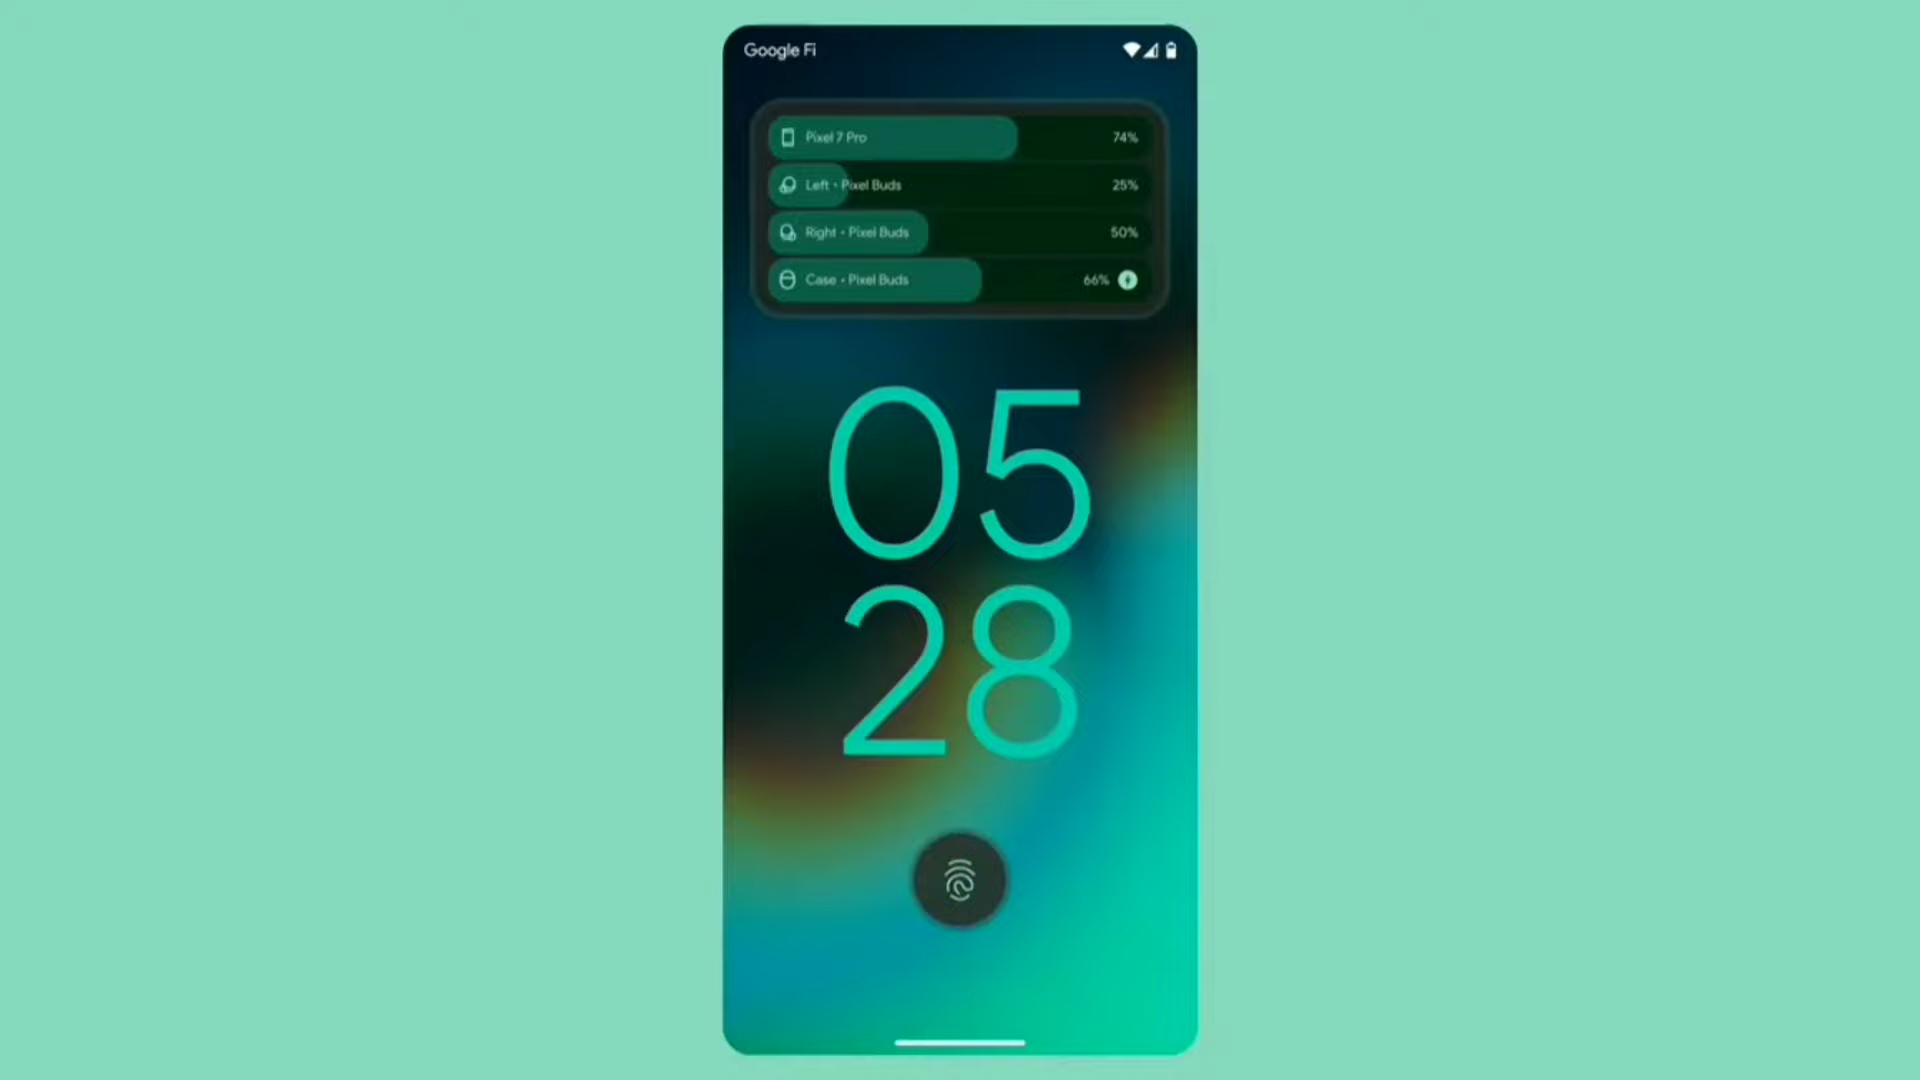 Google Fi
Pixel 7 Pro 74%
Left • Pixel Buds 25%
Right • Pixel Buds 50%
Case • Pixel Buds 66%
05
28